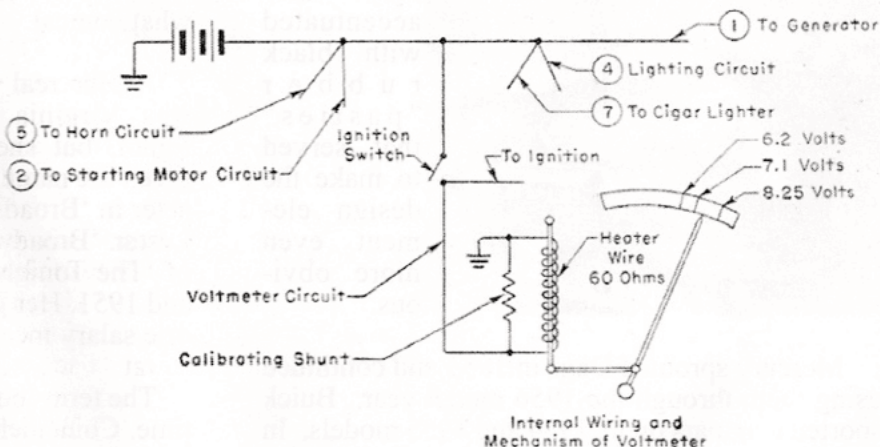 1 To Generator
4 Lighting Circuit
7 To Cigar Lighter
5 To Horn Circuit
2 To Starting Motor Circuit
Ignition
Switch
To Ignition
6.2 Volts
7.1 Volts
8.25 Volts
Heater
Wire
60 Ohms
Voltmeter Circuit
Calibrating Shunt
Internal Wiring and
Mechanism of Voltmeter